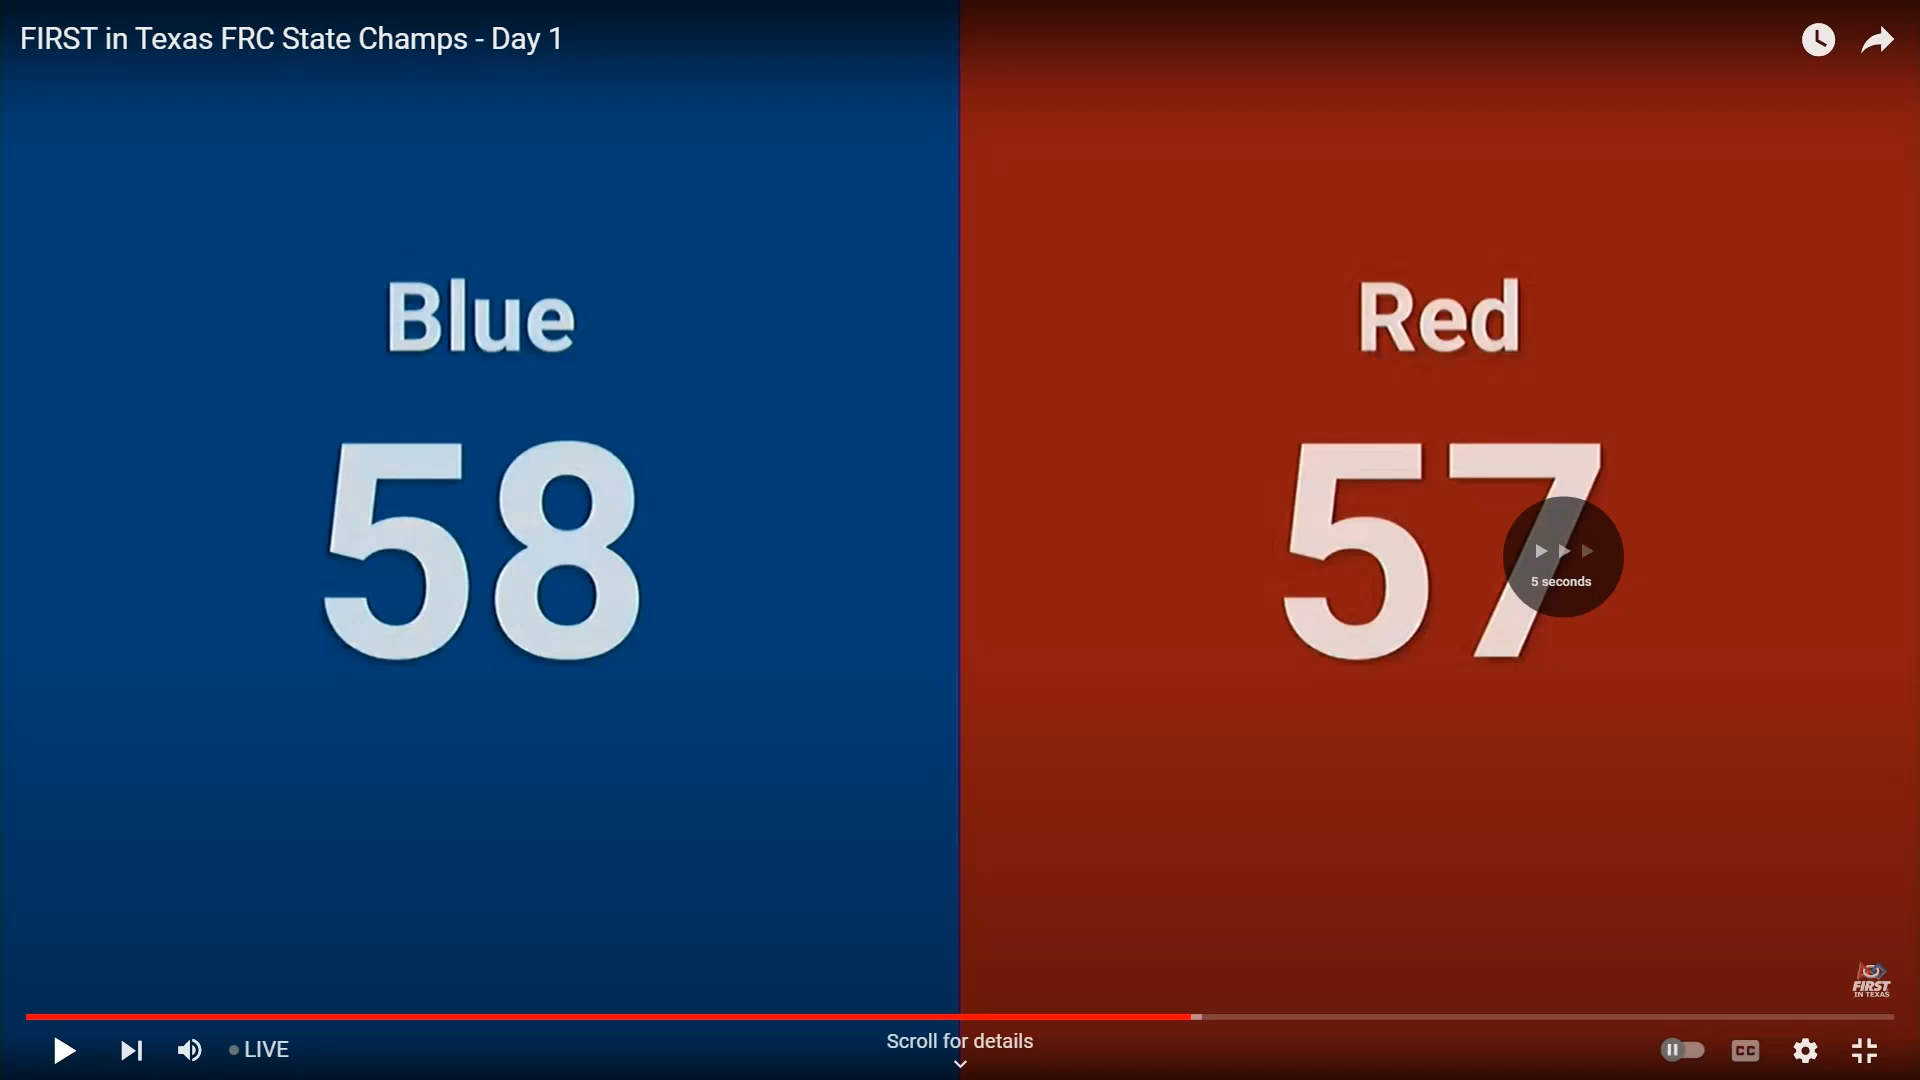 FIRST in Texas FRC State Champs - Day 1
Blue
Red
58
57
5 seconds
FIRST
IN TEXAS
LIVE
Scroll for details
CC